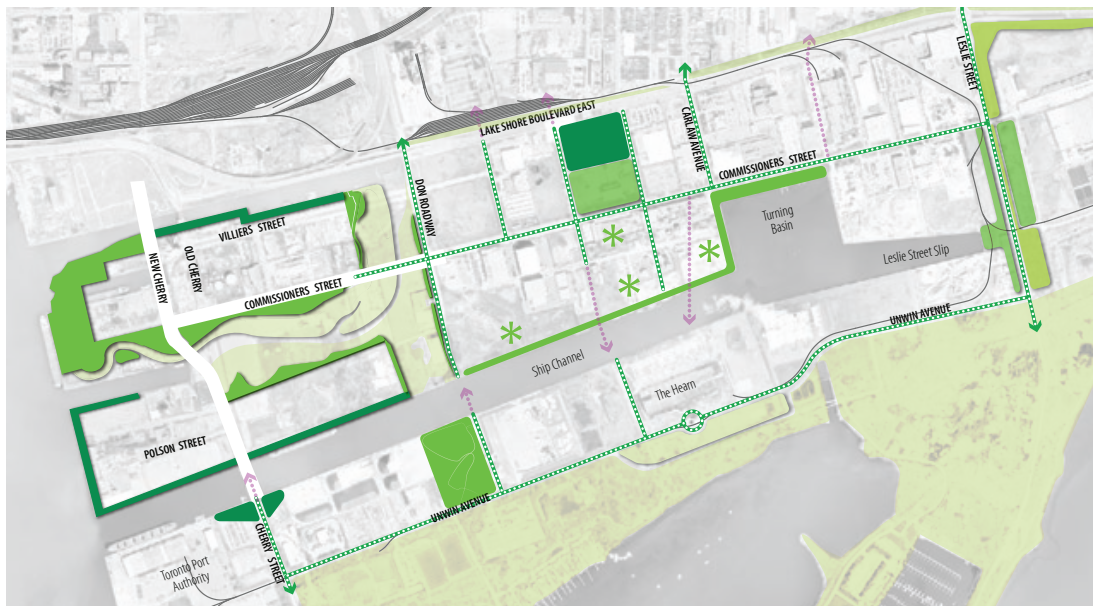 LESLIE STREET
LAKE SHORE BOULEVARD EAST
CARLAW AVENUE
COMMISSIONERS STREET
DON ROADWAY
VILLIERS STREET
OLD CHERRY
NEW CHERRY
COMMISSIONERS STREET
Turning
Basin
Leslie Street Slip
UNWIN AVENUE
Ship Channel
The Hearn
POLSON STREET
UNWIN AVENUE
CHERRY STREET
Toronto Port
Authority